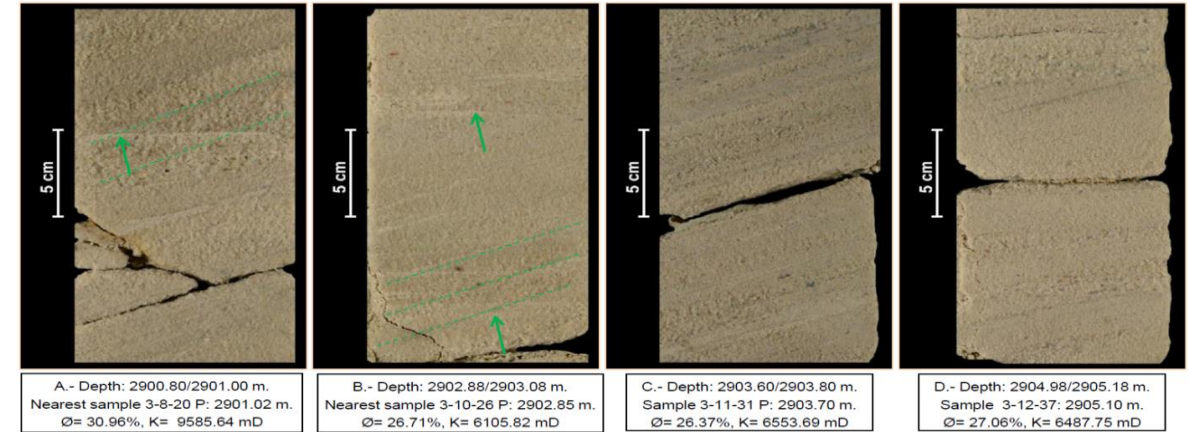 5 cm
5 cm
5 cm
5 cm
A.- Depth: 2900.80/2901.00 m.
Nearest sample 3-8-20 P: 2901.02 m.
Ø= 30.96%, K= 9585.64 mD
B.- Depth: 2902.88/2903.08 m.
Nearest sample 3-10-26 P: 2902.85 m.
Ø= 26.71%, K= 6105.82 mD
C.- Depth: 2903.60/2903.80 m.
Sample 3-11-31 P: 2903.70 m.
Ø= 26.37%, K= 6553.69 mD
D.- Depth: 2904.98/2905.18 m.
Sample 3-12-37: 2905.10 m.
Ø= 27.06%, K= 6487.75 mD